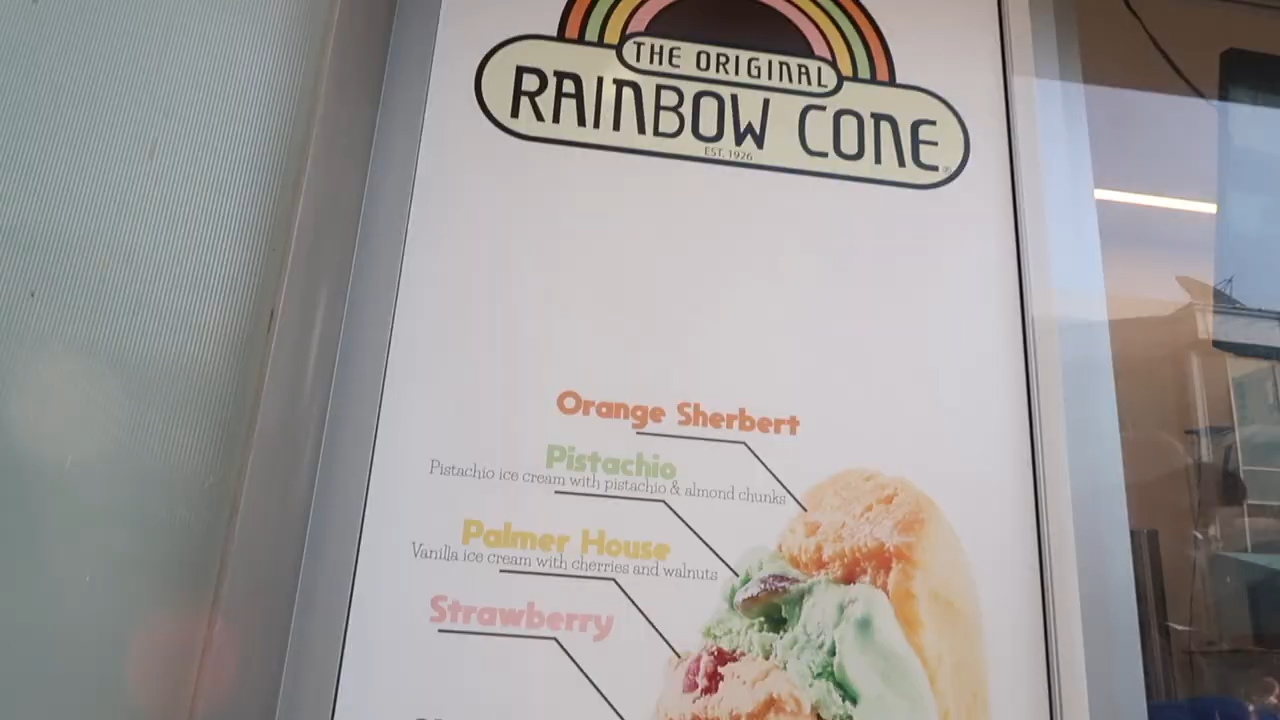 THE ORIGINAL
RAINBOW CONE
EST. 1926
Orange Sherbert
Pistachio
Pistachio ice cream with pistachio & almond chunks
Palmer House
Vanilla ice cream with cherries and walnuts
Strawberry